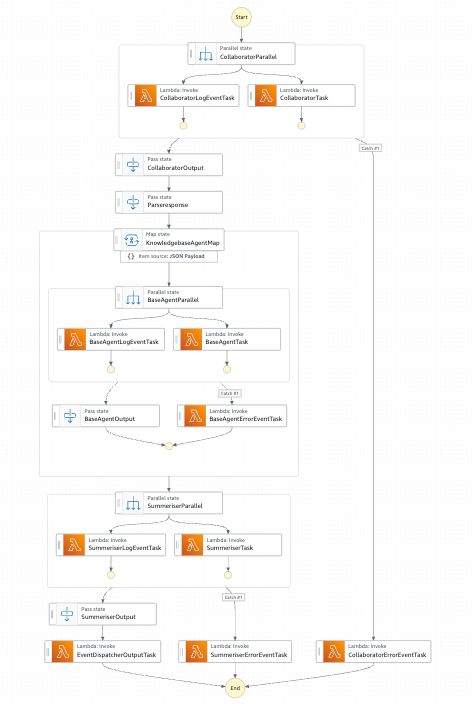 Start
Parallel state
CollaboratorParallel
Lambda: Invoke
CollaboratorLogEventTask
Lambda: Invoke
CollaboratorTask
Catch #1
Pass state
CollaboratorOutput
Pass state
Parseresponse
Map state
KnowledgebaseAgentMap
{} Item source: JSON Payload
Parallel state
BaseAgentParallel
Lambda: Invoke
BaseAgentLogEventTask
Lambda: Invoke
BaseAgentTask
Catch #1
Pass state
BaseAgentOutput
Lambda: Invoke
BaseAgentErrorEventTask
Parallel state
SummeriserParallel
Lambda: Invoke
SummeriserLogEventTask
Lambda: Invoke
SummeriserTask
Catch #1
Pass state
SummeriserOutput
Lambda: Invoke
EventDispatcherOutputTask
Lambda: Invoke
SummeriserErrorEventTask
Lambda: Invoke
CollaboratorErrorEventTask
End